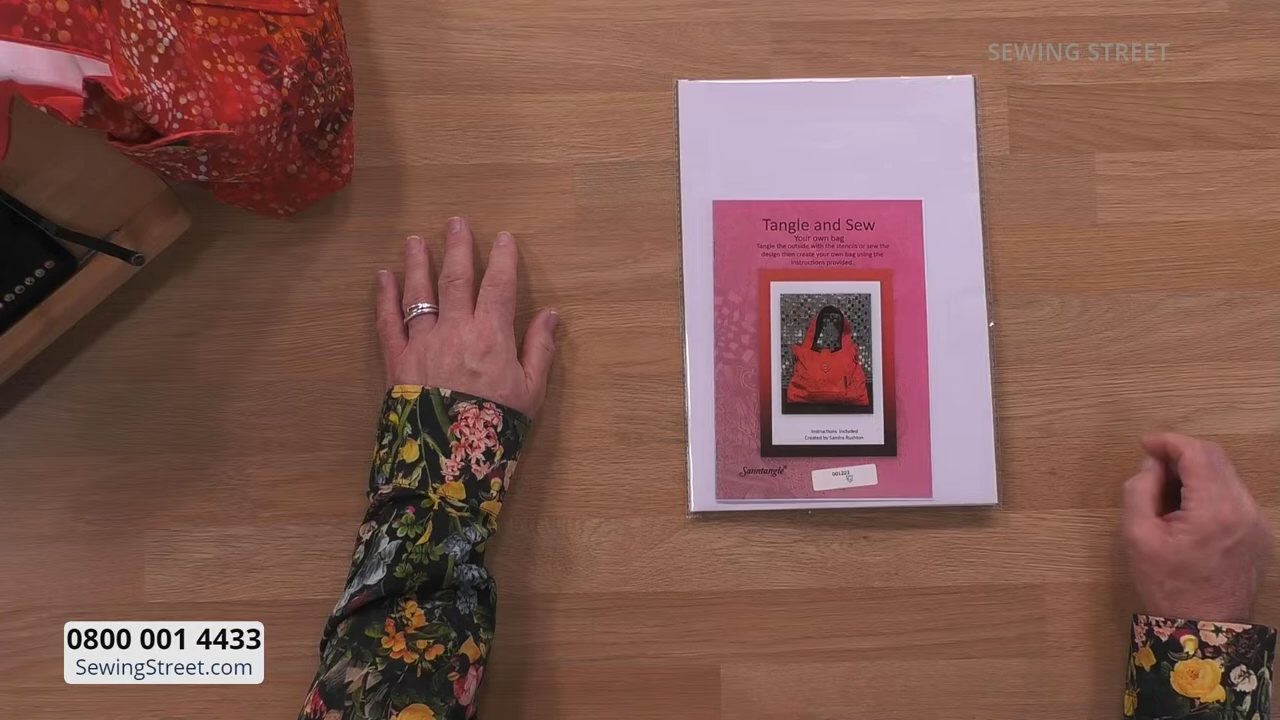 SEWING STREET
Tangle and Sew
Your own bag
Tangle the outside with the stencils or sew the
design then create your own bag using the
instructions provided.
Instructions Included
Created by Sandra Rushton
Sanntangle®
0800 001 4433
SewingStreet.com